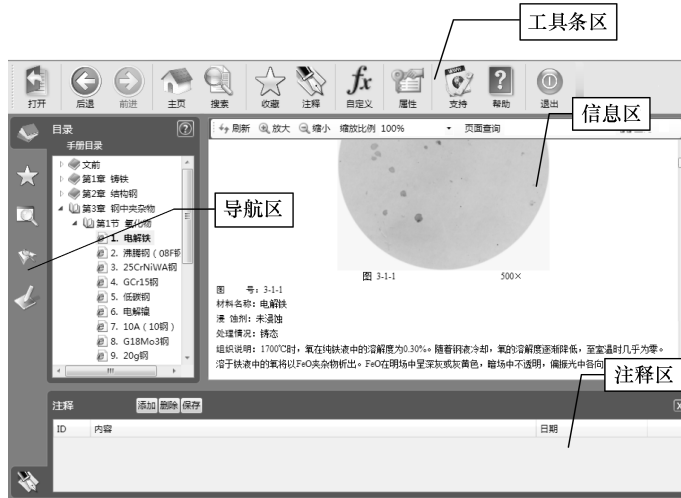 工具条区
打开 后退 前进 主页 搜索 收藏 注释 自定义 属性 支持 帮助 退出
信息区
目录
手册目录
文前
第1章 铸铁
第2章 结构钢
第3章 钢中夹杂物
第1节 氧化物
1. 电解铁
2. 沸腾钢(08F钢
3. 25CrNiWA钢
4. GCr15钢
5. 低碳钢
6. 电解镍
7. 10A(10钢)
8. G18Mo3钢
9. 20g钢
导航区
刷新 放大 缩小 缩放比例 100% 页面查询
图 3-1-1 500×
图 号:3-1-1
材料名称:电解铁
浸 蚀剂:未浸蚀
处理情况:铸态
组织说明:1700℃时,氧在纯铁液中的溶解度为0.30%。随着钢液冷却,氧的溶解度逐渐降低,至室温时几乎为零。
溶于铁液中的氧将以FeO夹杂物析出。FeO在明场中呈深灰或灰黄色,暗场中不透明,偏振光中各向
注释区
注释 添加 删除 保存
ID 内容 日期